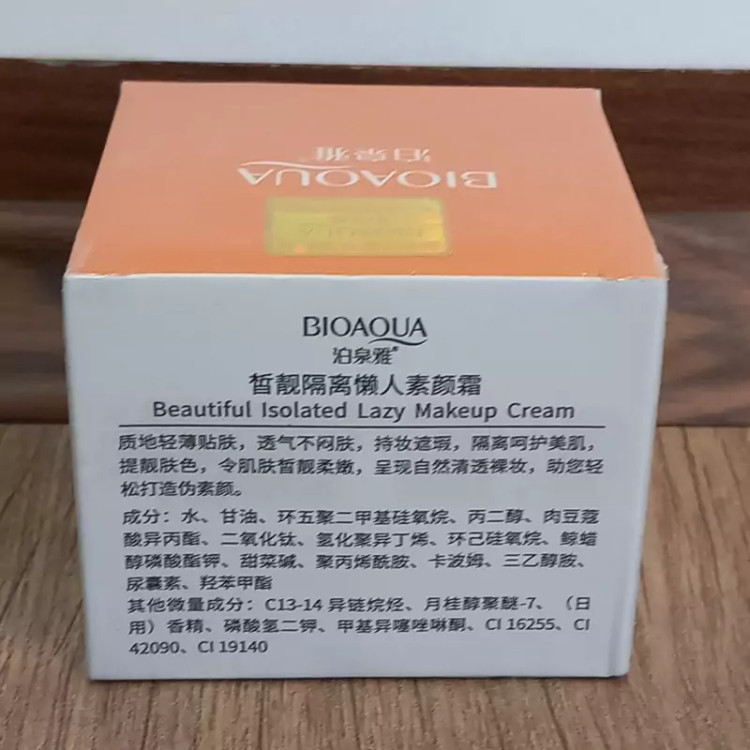 泊泉雅
BIOAQUA
BIOAQUA
泊泉雅®
皙靓隔离懒人素颜霜
Beautiful Isolated Lazy Makeup Cream
质地轻薄贴肤，透气不闷肤，持妆遮瑕，隔离呵护美肌，
提靓肤色，令肌肤皙靓柔嫩，呈现自然清透裸妆，助您轻
松打造伪素颜。
成分：水、甘油、环五聚二甲基硅氧烷、丙二醇、肉豆蔻
酸异丙酯、二氧化钛、氢化聚异丁烯、环己硅氧烷、鲸蜡
醇磷酸酯钾、甜菜碱、聚丙烯酰胺、卡波姆、三乙醇胺、
尿囊素、羟苯甲酯
其他微量成分：C13-14 异链烷烃、月桂醇聚醚-7、（日
用）香精、磷酸氢二钾、甲基异噻唑啉酮、CI 16255、CI
42090、CI 19140